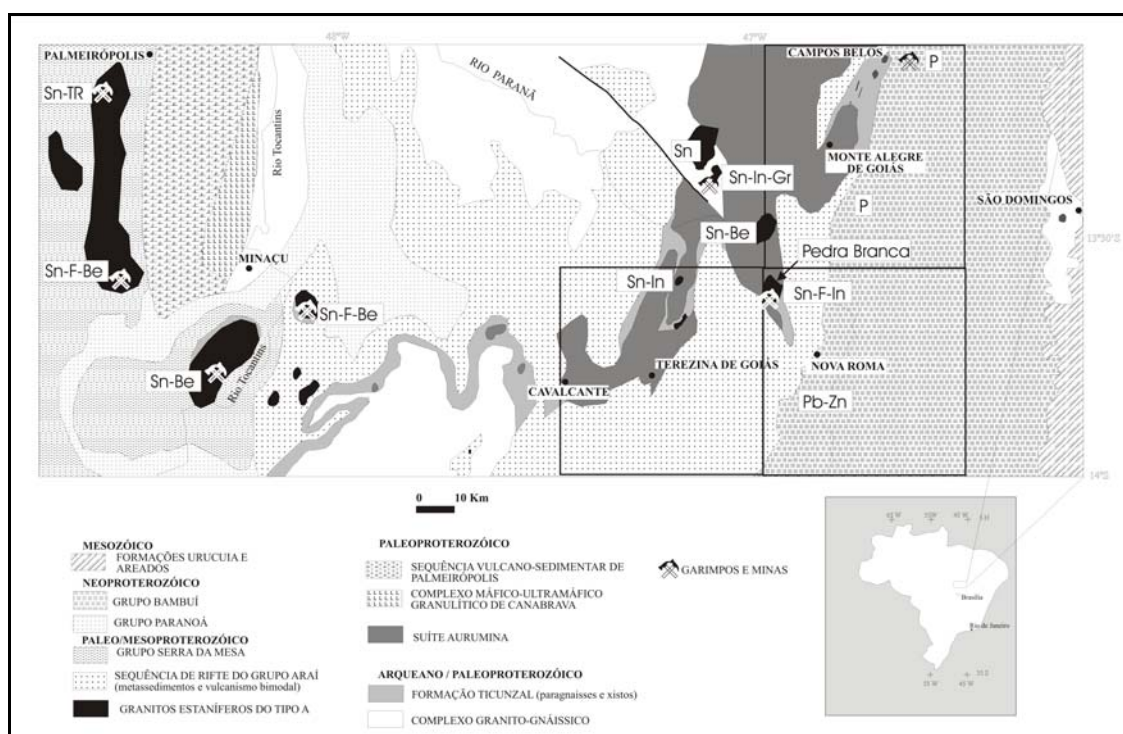 48°W
47°W
PALMEIRÓPOLIS
CAMPOS BELOS
P
Sn-TR
RIO PARANÃ
Rio Tocantins
Sn
MONTE ALEGRE
DE GOIÁS
Sn-In-Gr
P
SÃO DOMINGOS
Sn-Be
13°30'S
Pedra Branca
MINAÇU
Sn-F-Be
Sn-In
Sn-F-In
Sn-F-Be
Sn-Be
Rio Tocantins
TEREZINA DE GOIÁS
NOVA ROMA
CAVALCANTE
Pb-Zn
14°S
0 10 Km
MESOZÓICO
FORMAÇÕES URUCUIA E
AREADOS
NEOPROTEROZÓICO
GRUPO BAMBUÍ
GRUPO PARANOÁ
PALEO/MESOPROTEROZÓICO
GRUPO SERRA DA MESA
SEQUÊNCIA DE RIFTE DO GRUPO ARAÍ
(metassedimentos e vulcanismo bimodal)
GRANITOS ESTANÍFEROS DO TIPO A
PALEOPROTEROZÓICO
SEQUÊNCIA VULCANO-SEDIMENTAR DE
PALMEIRÓPOLIS
COMPLEXO MÁFICO-ULTRAMÁFICO
GRANULÍTICO DE CANABRAVA
SUÍTE AURUMINA
ARQUEANO / PALEOPROTEROZÓICO
FORMAÇÃO TICUNZAL (paragnaisses e xistos)
COMPLEXO GRANITO-GNÁISSICO
GARIMPOS E MINAS
Brasília
Rio de Janeiro